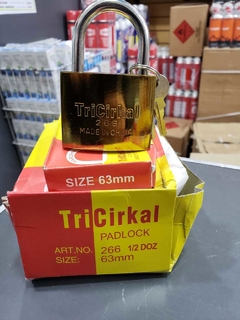 TriCirkal
266
MADE IN CHINA
SIZE 63mm
TriCirkal
PADLOCK
ART.NO. 266 1/2 DOZ
SIZE: 63mm